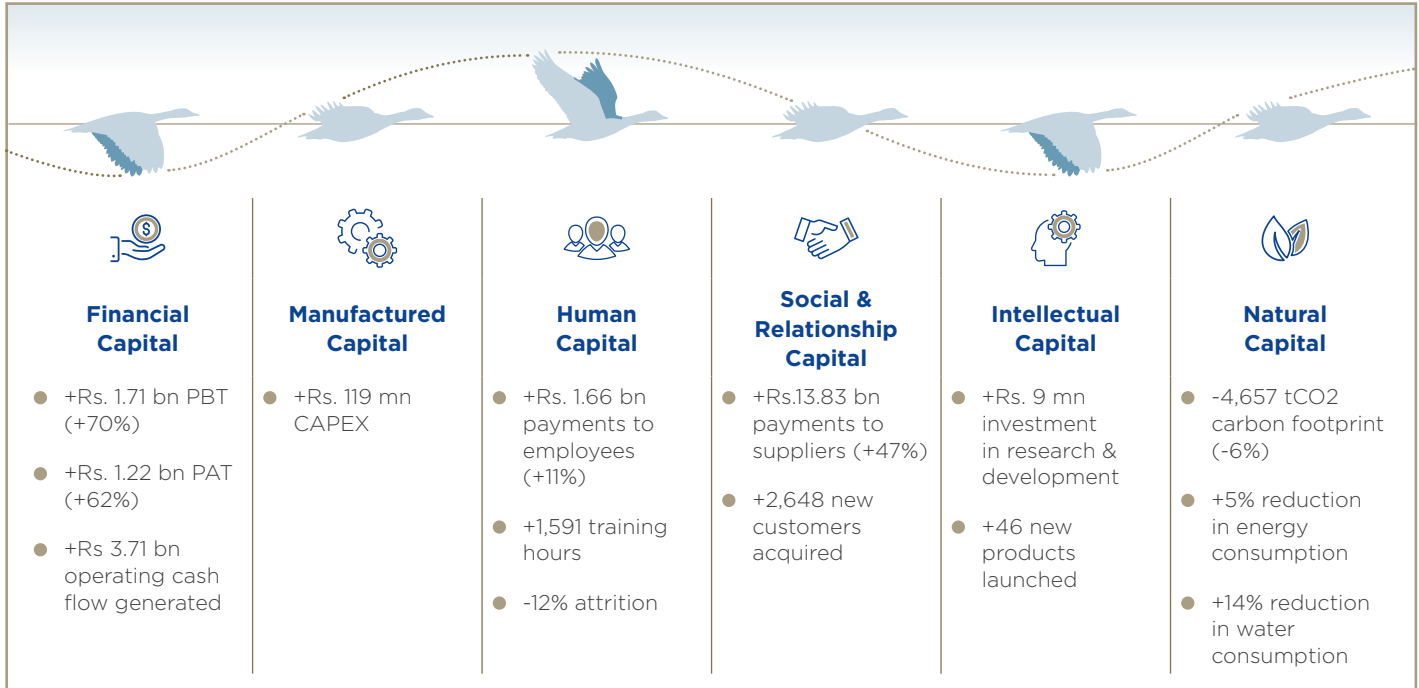 $
Financial
Capital
+Rs. 1.71 bn PBT
(+70%)
+Rs. 1.22 bn PAT
(+62%)
+Rs 3.71 bn
operating cash
flow generated
Manufactured
Capital
+Rs. 119 mn
CAPEX
Human
Capital
+Rs. 1.66 bn
payments to
employees
(+11%)
+1,591 training
hours
-12% attrition
Social &
Relationship
Capital
+Rs.13.83 bn
payments to
suppliers (+47%)
+2,648 new
customers
acquired
Intellectual
Capital
+Rs. 9 mn
investment
in research &
development
+46 new
products
launched
Natural
Capital
-4,657 tCO2
carbon footprint
(-6%)
+5% reduction
in energy
consumption
+14% reduction
in water
consumption